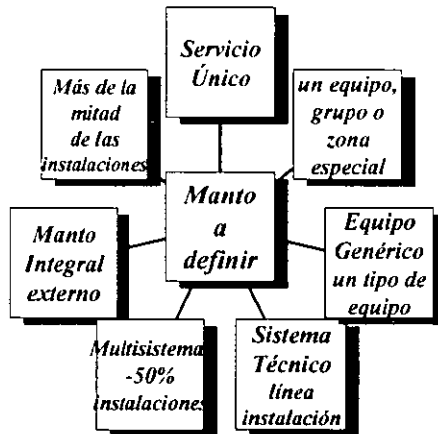 Servicio
Único
Más de la
mitad
de las
instalaciones
un equipo,
grupo o
zona
especial
Manto
a
definir
Manto
Integral
externo
Equipo
Genérico
un tipo de
equipo
Multisistema
-50%
instalaciones
Sistema
Técnico
línea
instalación